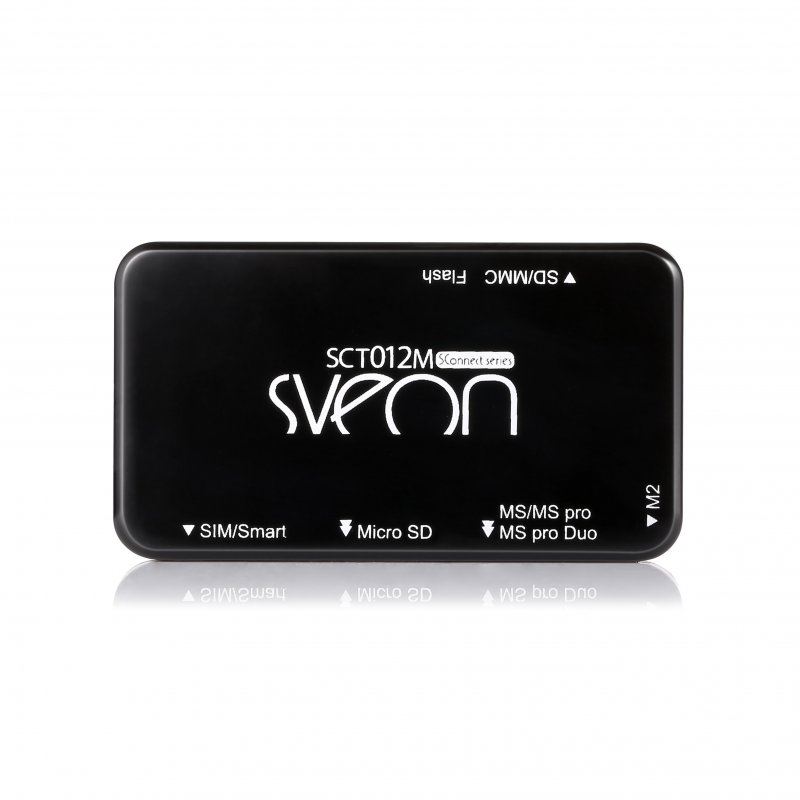 ▲ SD/MMC Flash
SCT012M SConnect series
sveon
▼ SIM/Smart
Micro SD
MS/MS pro
MS pro Duo
▼ M2